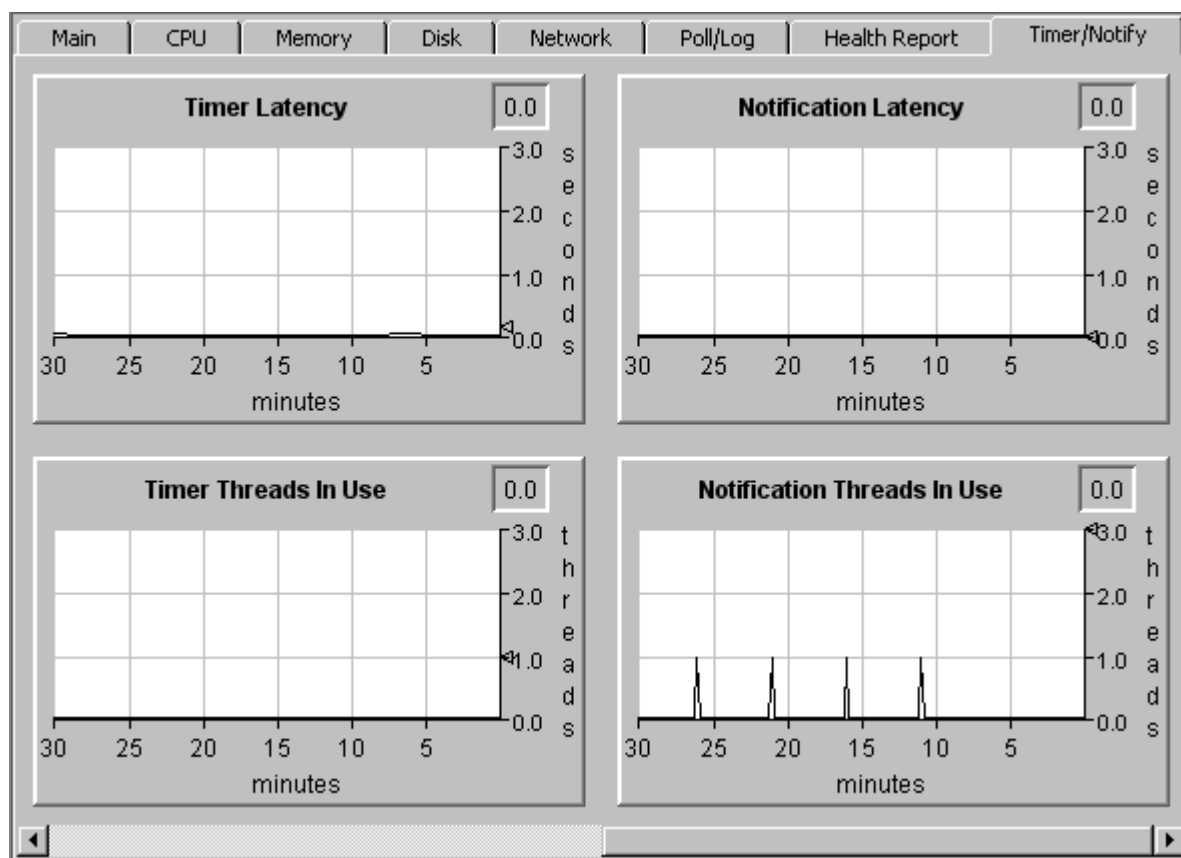 Main CPU Memory Disk Network Poll/Log Health Report Timer/Notify
Timer Latency 0.0
3.0
2.0
1.0
0.0
seconds
30 25 20 15 10 5
minutes
Notification Latency 0.0
3.0
2.0
1.0
0.0
seconds
30 25 20 15 10 5
minutes
Timer Threads In Use 0.0
3.0
2.0
1.0
0.0
threads
30 25 20 15 10 5
minutes
Notification Threads In Use 0.0
3.0
2.0
1.0
0.0
threads
30 25 20 15 10 5
minutes